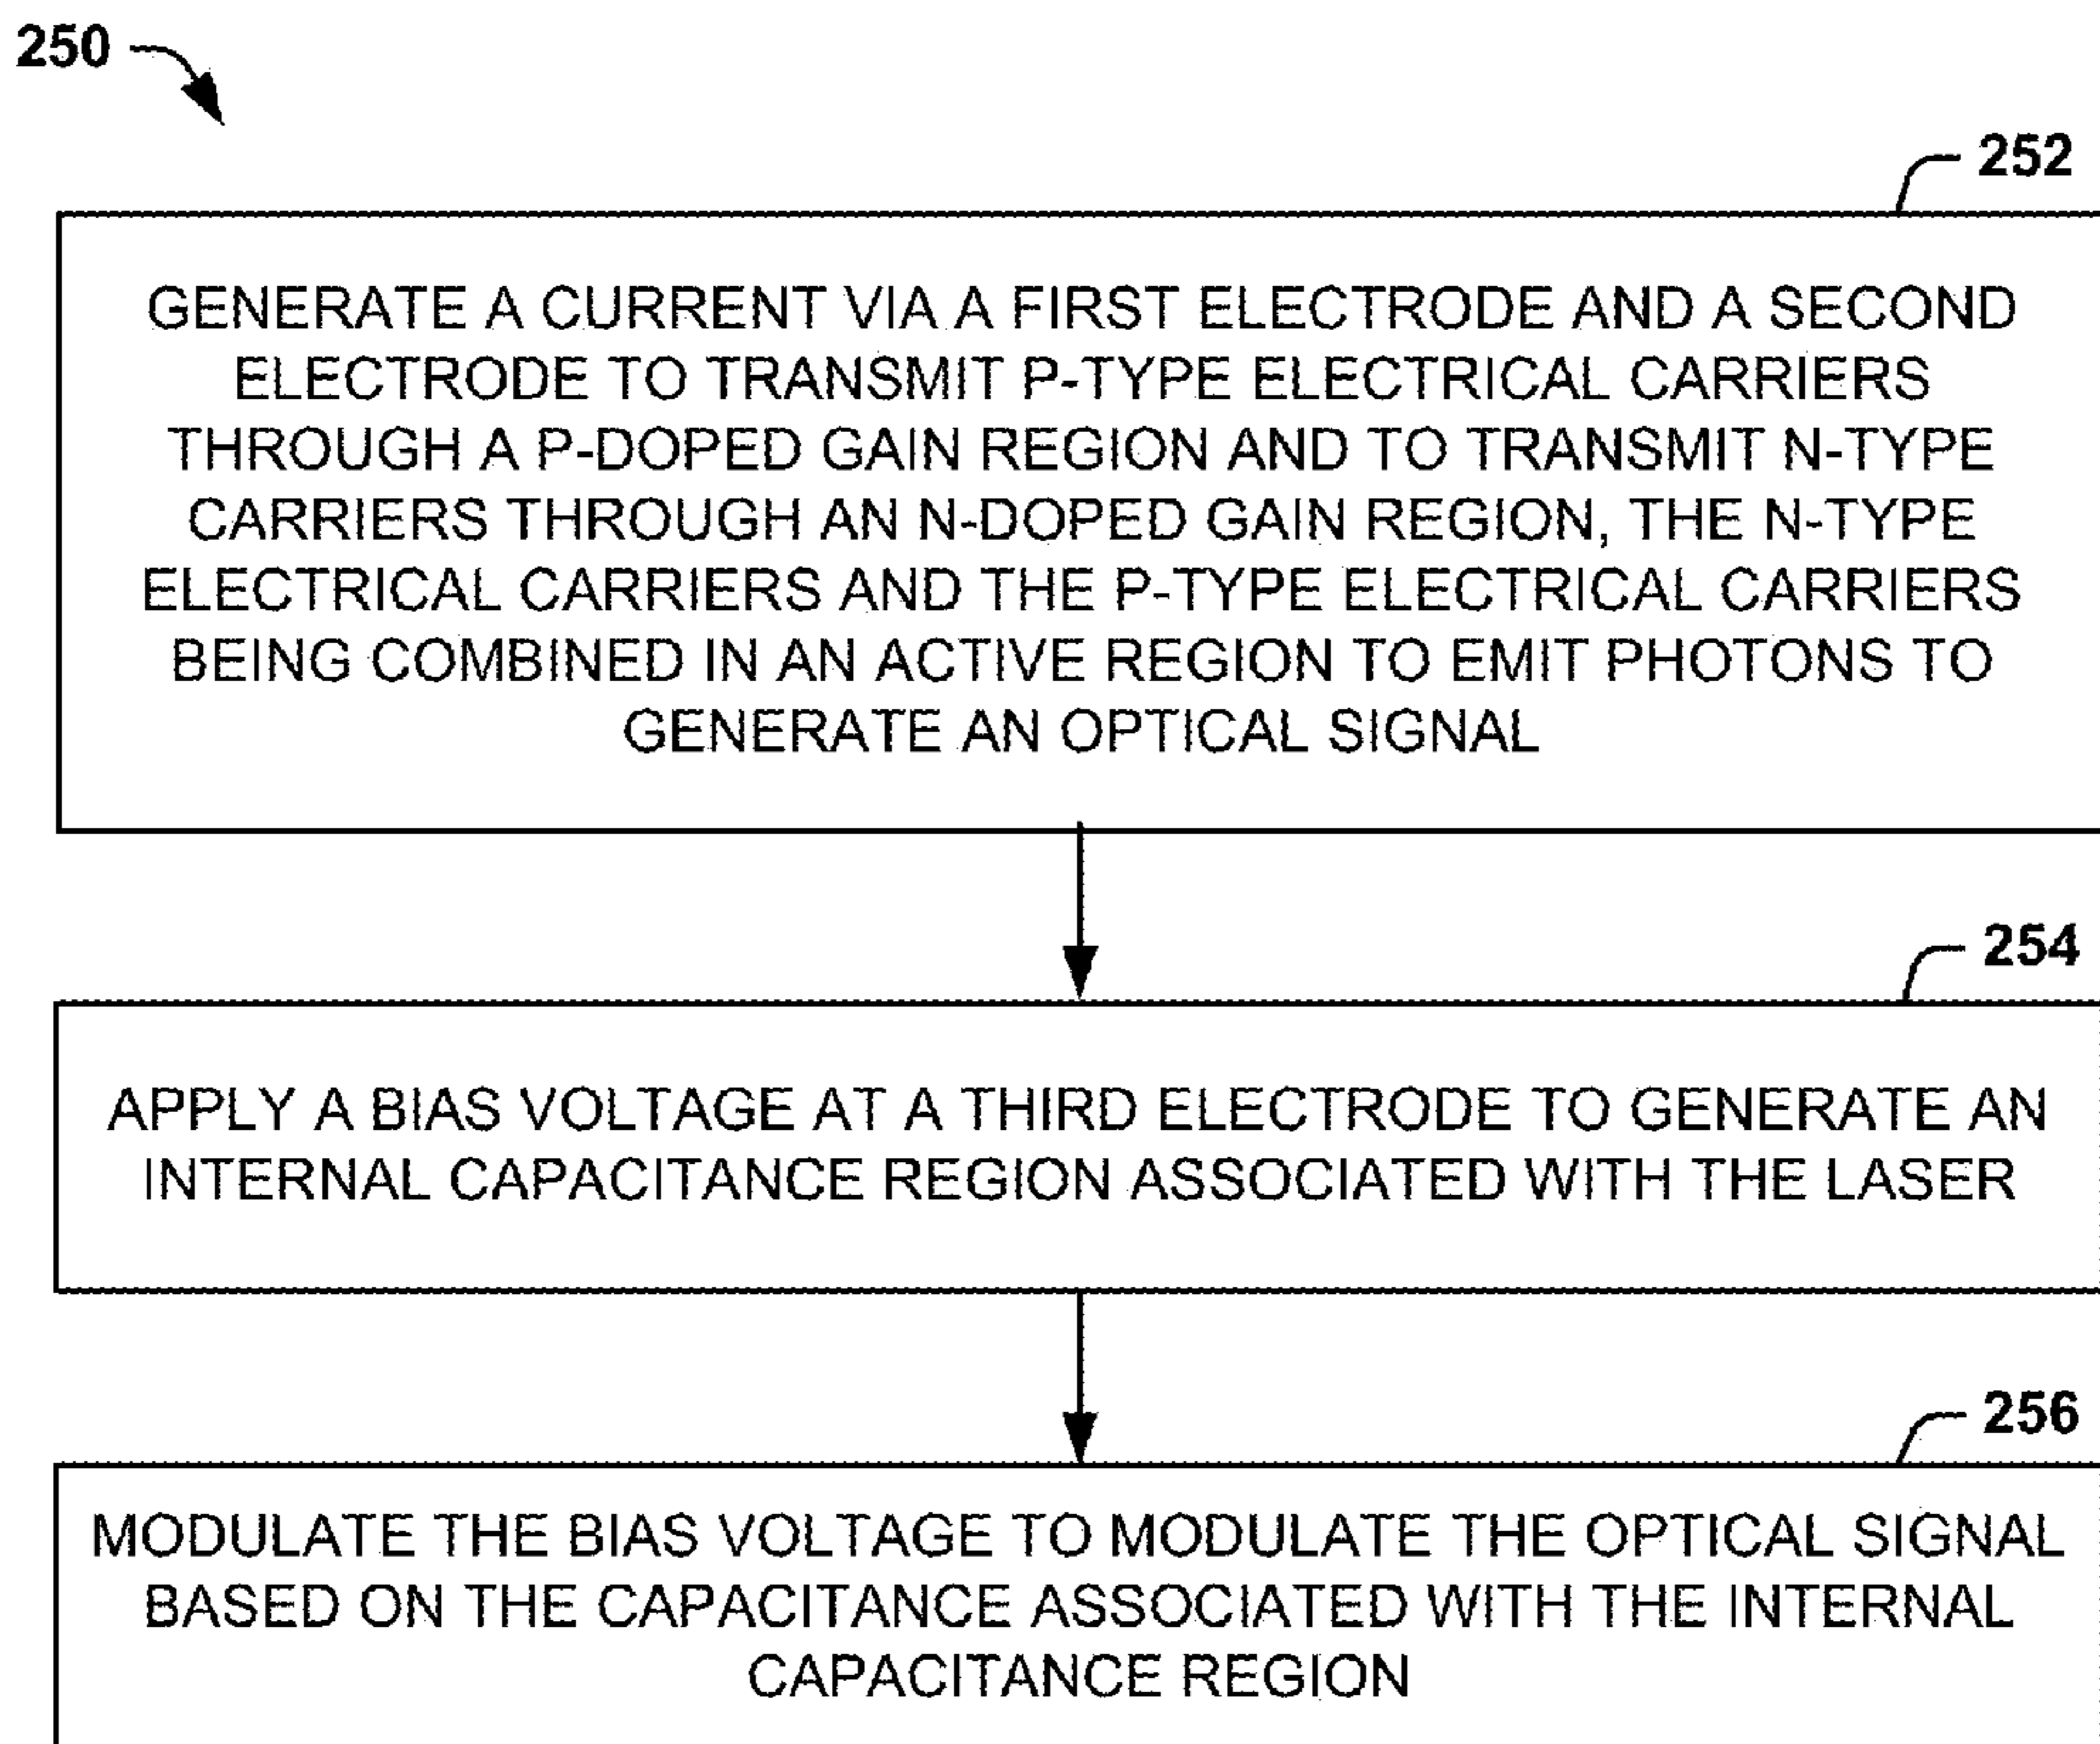 250
252
GENERATE A CURRENT VIA A FIRST ELECTRODE AND A SECOND
ELECTRODE TO TRANSMIT P-TYPE ELECTRICAL CARRIERS
THROUGH A P-DOPED GAIN REGION AND TO TRANSMIT N-TYPE
CARRIERS THROUGH AN N-DOPED GAIN REGION, THE N-TYPE
ELECTRICAL CARRIERS AND THE P-TYPE ELECTRICAL CARRIERS
BEING COMBINED IN AN ACTIVE REGION TO EMIT PHOTONS TO
GENERATE AN OPTICAL SIGNAL
254
APPLY A BIAS VOLTAGE AT A THIRD ELECTRODE TO GENERATE AN
INTERNAL CAPACITANCE REGION ASSOCIATED WITH THE LASER
256
MODULATE THE BIAS VOLTAGE TO MODULATE THE OPTICAL SIGNAL
BASED ON THE CAPACITANCE ASSOCIATED WITH THE INTERNAL
CAPACITANCE REGION